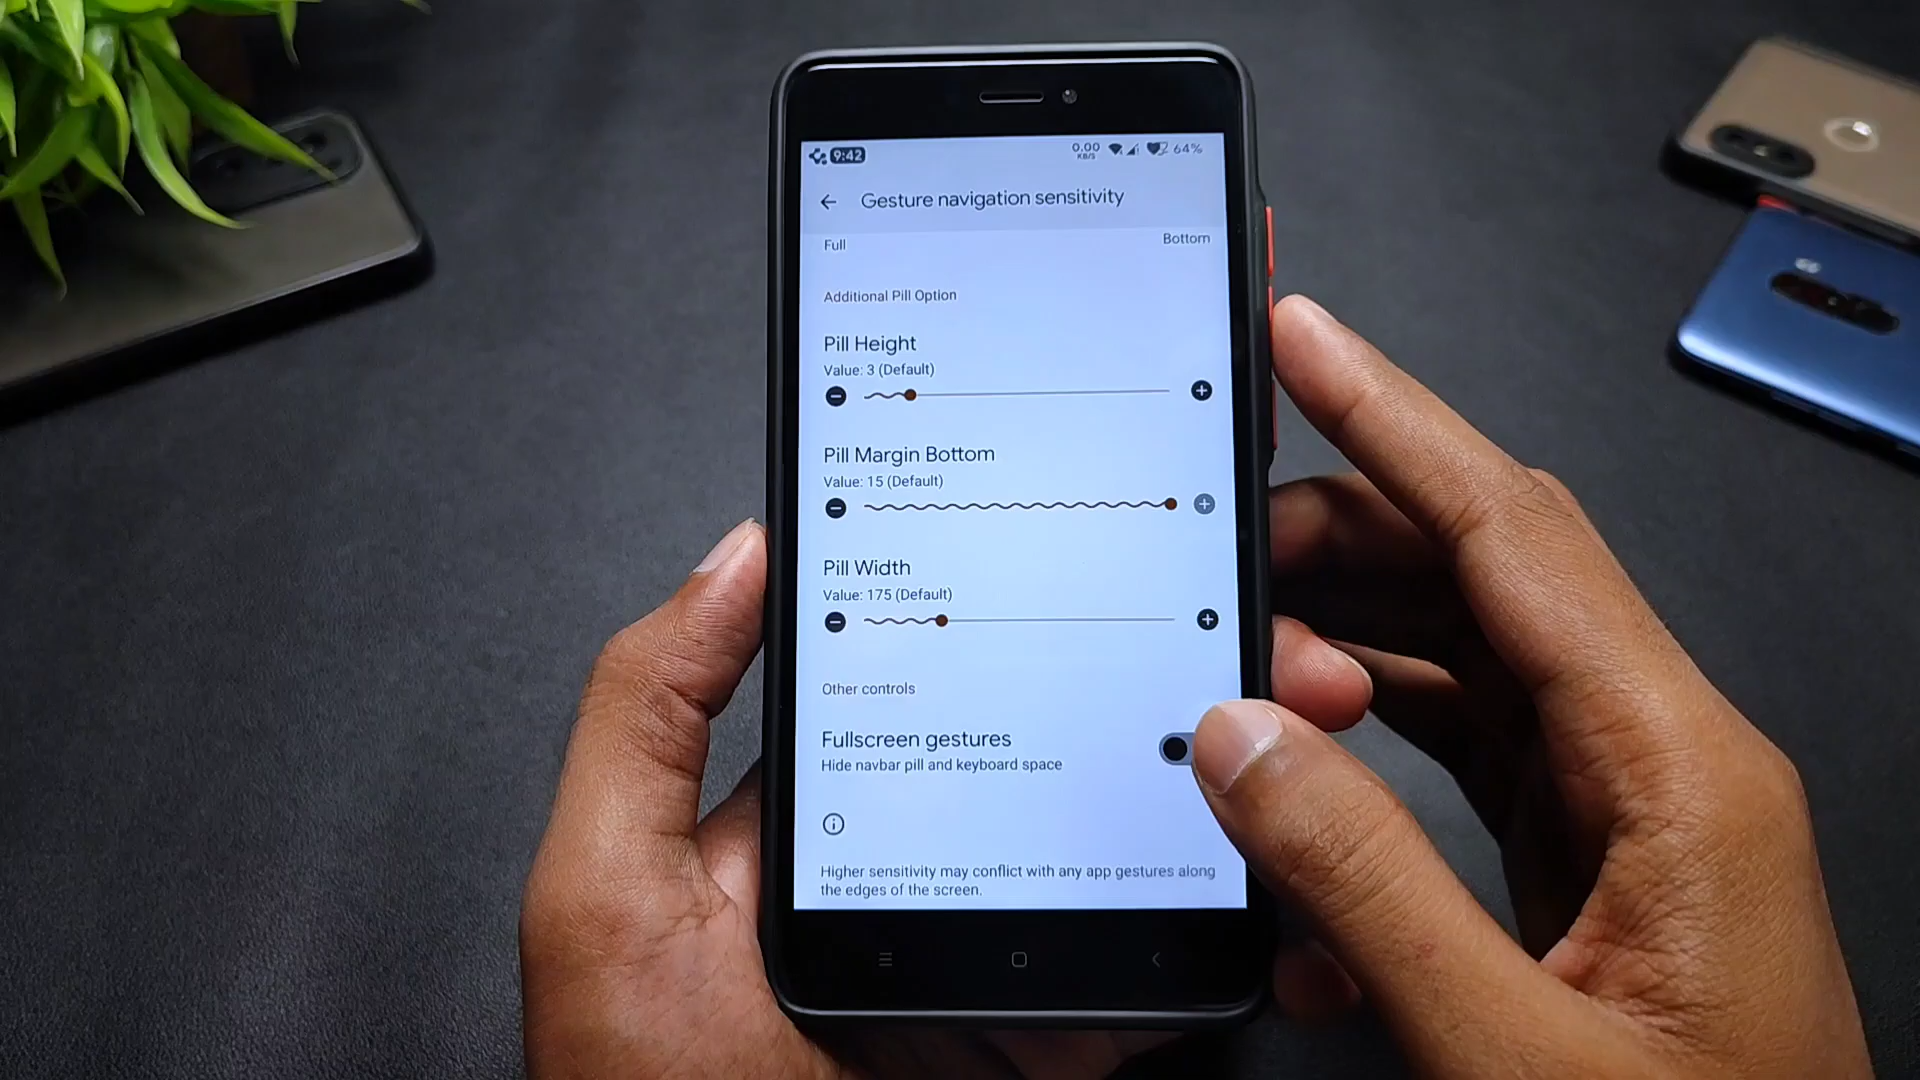 9:42
0.00
KB/S
64%
Gesture navigation sensitivity
Full
Bottom
Additional Pill Option
Pill Height
Value: 3 (Default)
Pill Margin Bottom
Value: 15 (Default)
Pill Width
Value: 175 (Default)
Other controls
Fullscreen gestures
Hide navbar pill and keyboard space
Higher sensitivity may conflict with any app gestures along
the edges of the screen.